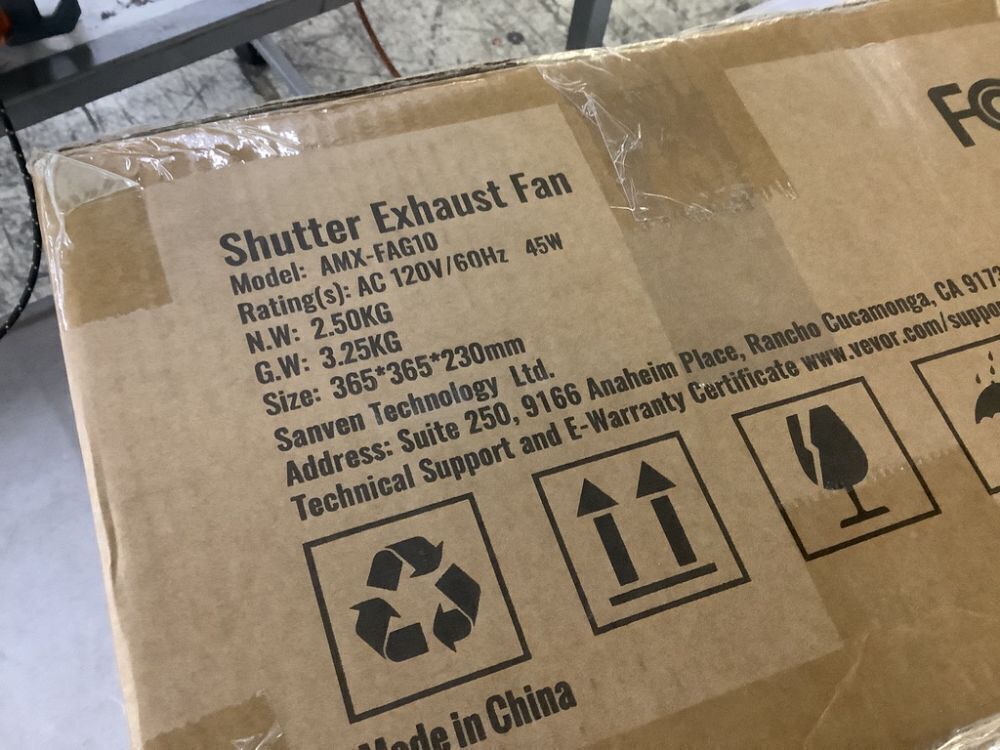 Shutter Exhaust Fan
Model: AMX-FAG10
Rating(s): AC 120V/60Hz 45W
N.W: 2.50KG
G.W: 3.25KG
Size: 365*365*230mm
Sanven Technology Ltd.
Address: Suite 250, 9166 Anaheim Place, Rancho Cucamonga, CA 9173
Technical Support and E-Warranty Certificate www.vevor.com/suppo
Made in China